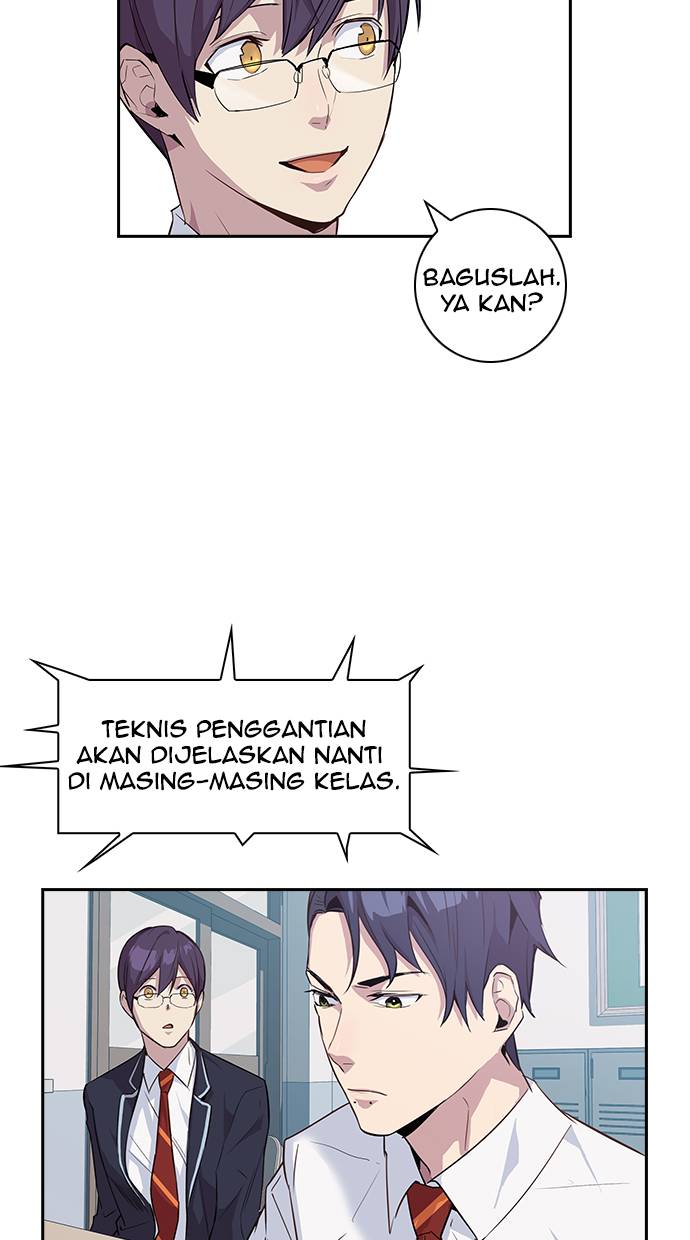 BAGUSLAH.
YA KAN?
TEKNIS PENGGANTIAN
AKAN DIJELASKAN NANTI
DI MASING-MASING KELAS.